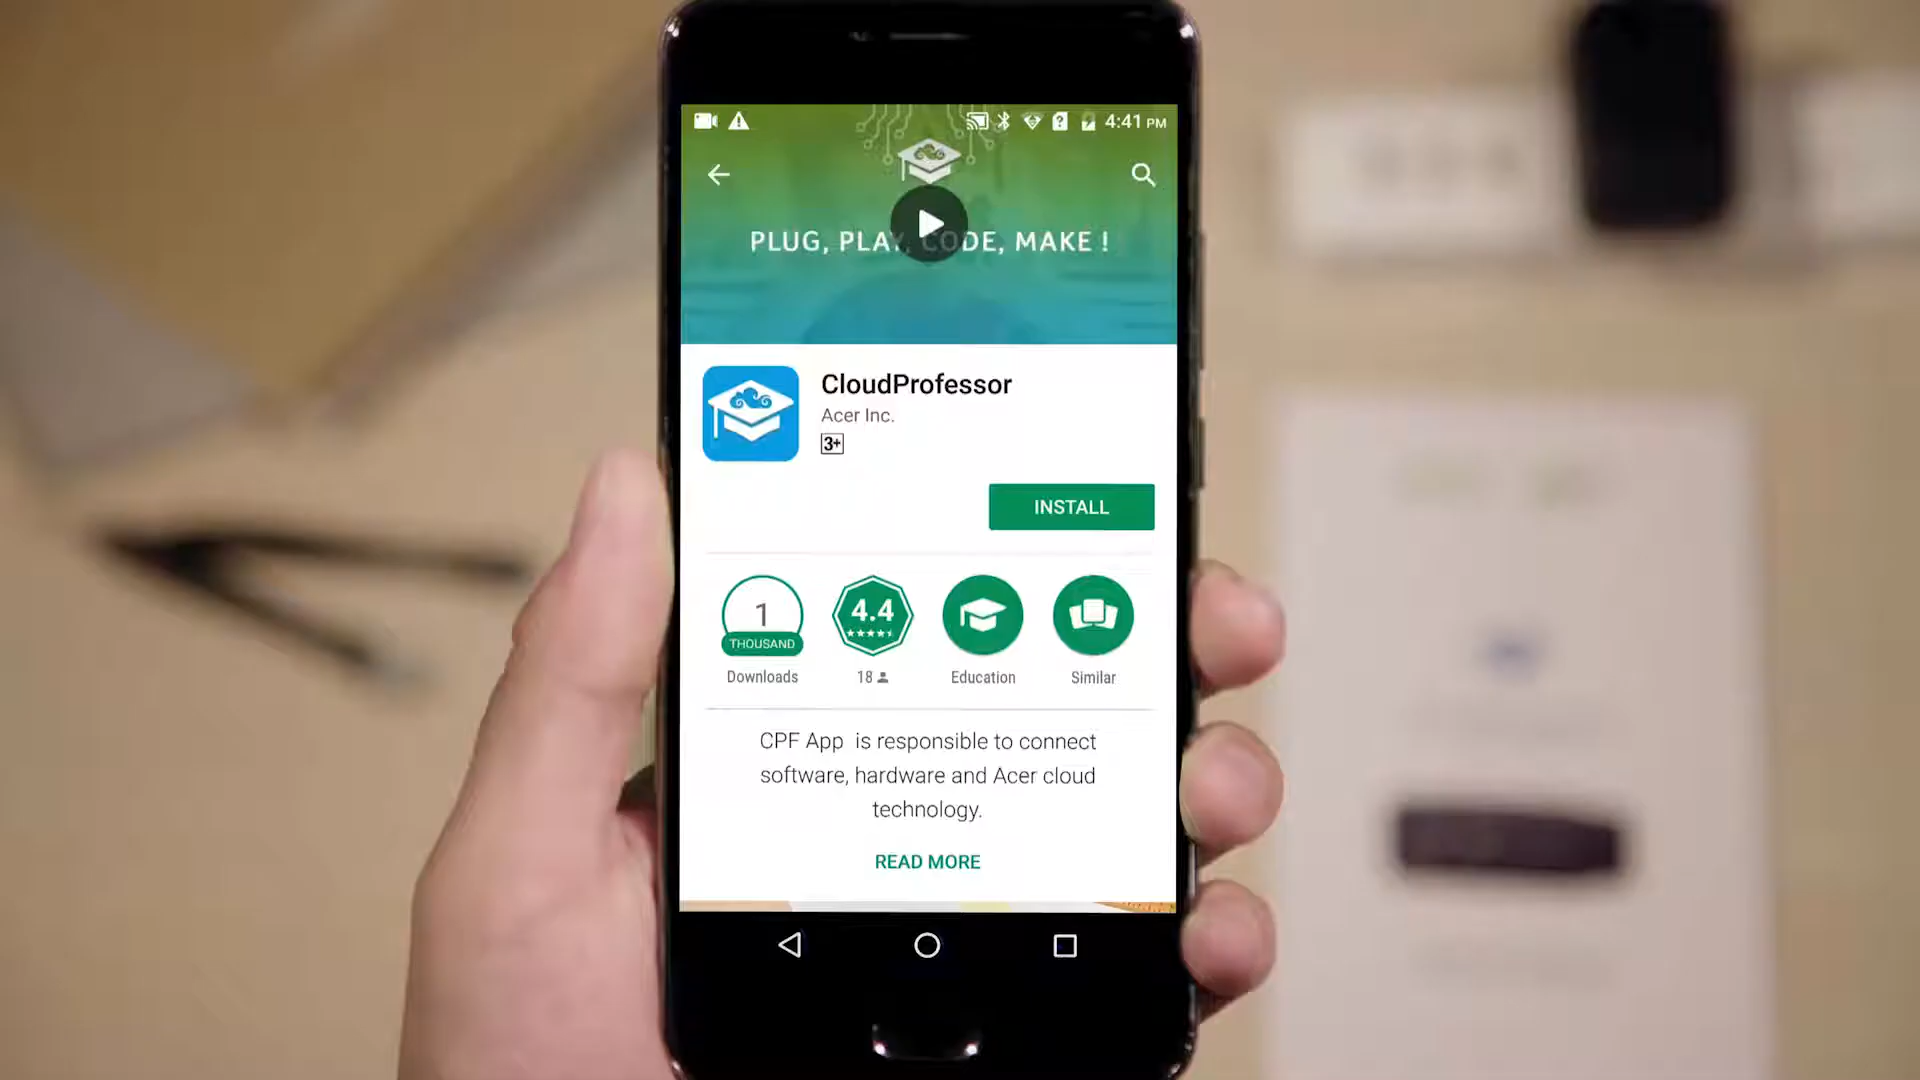 4:41 PM
PLUG, PLAY, CODE, MAKE !
CloudProfessor
Acer Inc.
3+
INSTALL
1
THOUSAND
4.4
Downloads
18
Education
Similar
CPF App is responsible to connect
software, hardware and Acer cloud
technology.
READ MORE